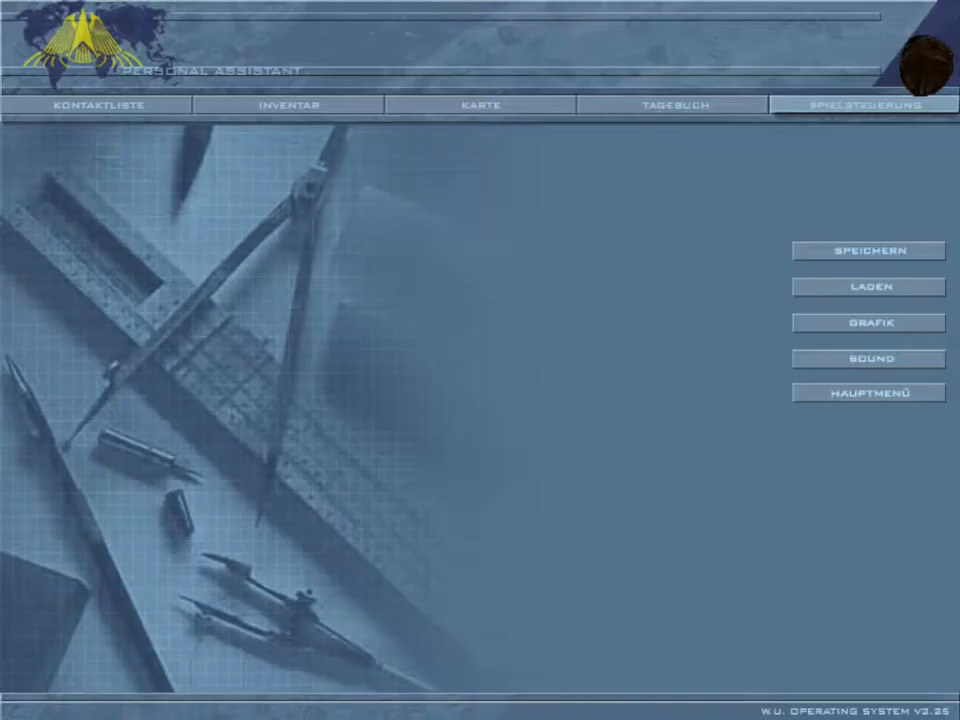 PERSONAL ASSISTANT
KONTAKTLISTE
INVENTAR
KARTE
TAGEBUCH
SPIELSTEUERUNG
SPEICHERN
LADEN
GRAFIK
SOUND
HAUPTMENÜ
W.U. OPERATING SYSTEM V2.25